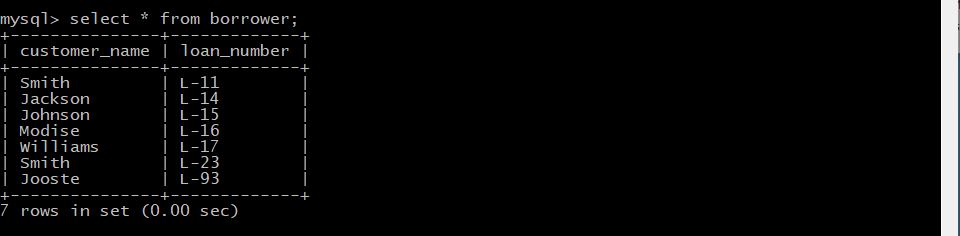 mysql> select * from borrower;
+---------------+-------------+
| customer_name | loan_number |
+---------------+-------------+
| Smith         | L-11        |
| Jackson       | L-14        |
| Johnson       | L-15        |
| Modise        | L-16        |
| Williams      | L-17        |
| Smith         | L-23        |
| Jooste        | L-93        |
+---------------+-------------+
7 rows in set (0.00 sec)